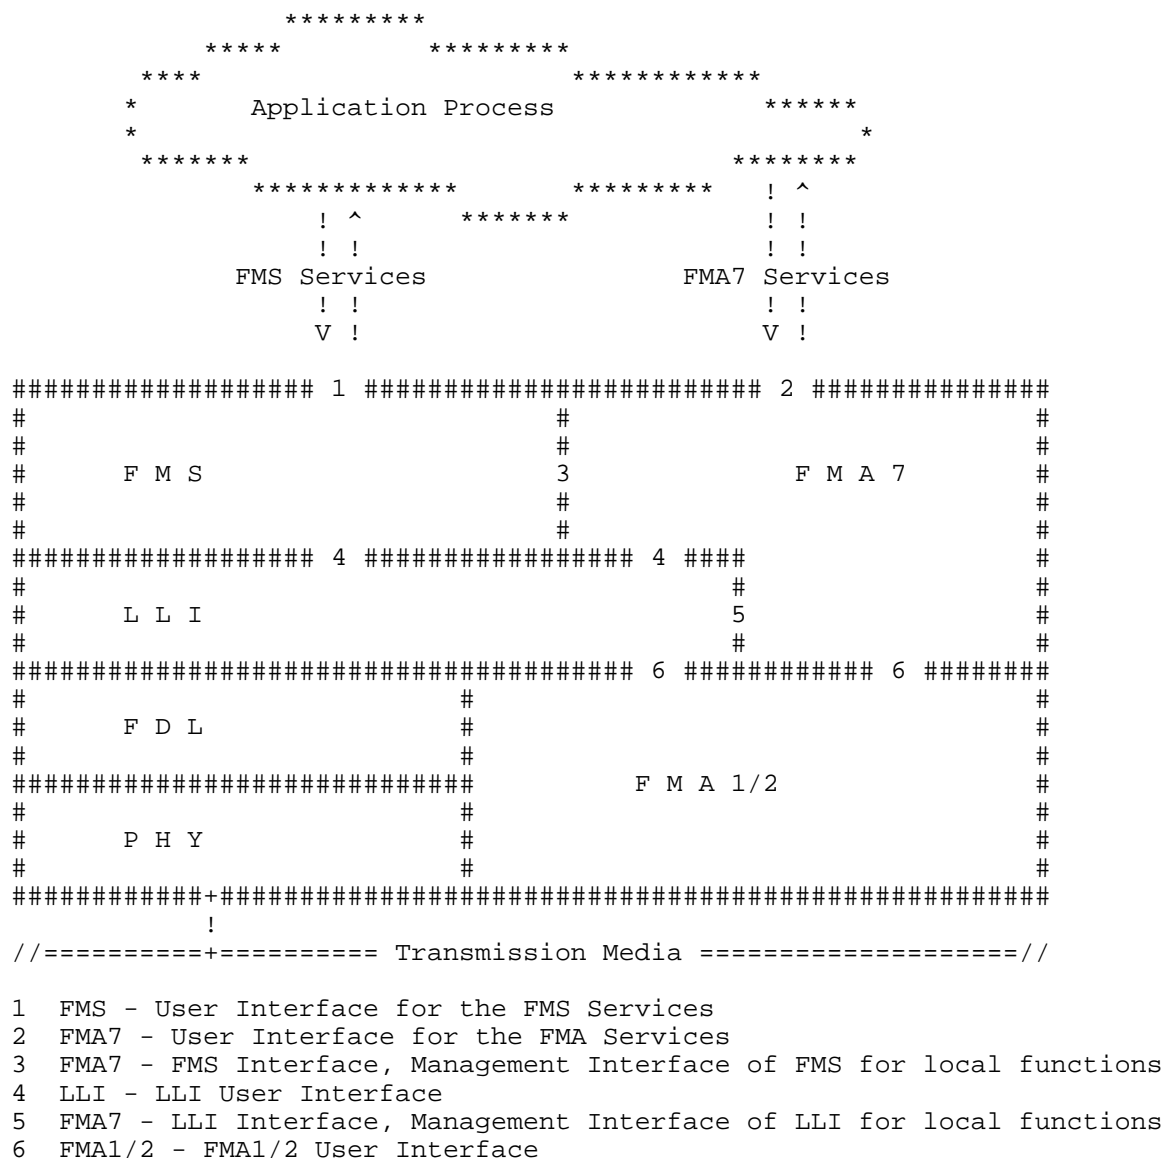 *********
***** *********
**** ************
* Application Process ******
* *
******* ********
************* ********* ! ^
! ^ ******* ! !
! ! ! !
FMS Services FMA7 Services
! ! ! !
V ! V !
################### 1 ######################### 2 ###############
# # #
# # #
# F M S 3 F M A 7 #
# # #
# # #
################### 4 ################# 4 #### #
# # #
# L L I 5 #
# # #
####################################### 6 ############ 6 ########
# # #
# F D L # #
# # #
############################# F M A 1/2 #
# # #
# P H Y # #
# # #
############+####################################################
!
//==========+========== Transmission Media ====================//
1 FMS - User Interface for the FMS Services
2 FMA7 - User Interface for the FMA Services
3 FMA7 - FMS Interface, Management Interface of FMS for local functions
4 LLI - LLI User Interface
5 FMA7 - LLI Interface, Management Interface of LLI for local functions
6 FMA1/2 - FMA1/2 User Interface